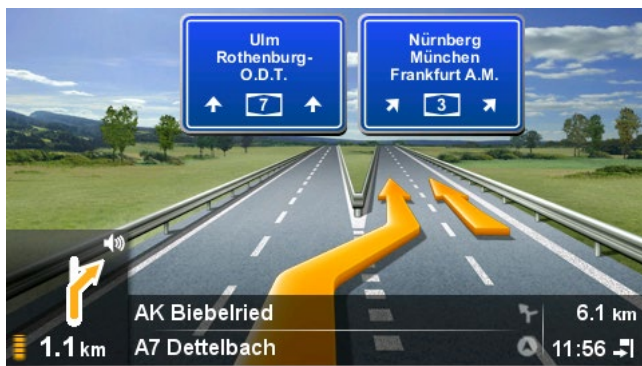 Ulm
Rothenburg-
O.D.T.
7
Nürnberg
München
Frankfurt A.M.
3
AK Biebelried
6.1 km
1.1 km
A7 Dettelbach
A
11:56